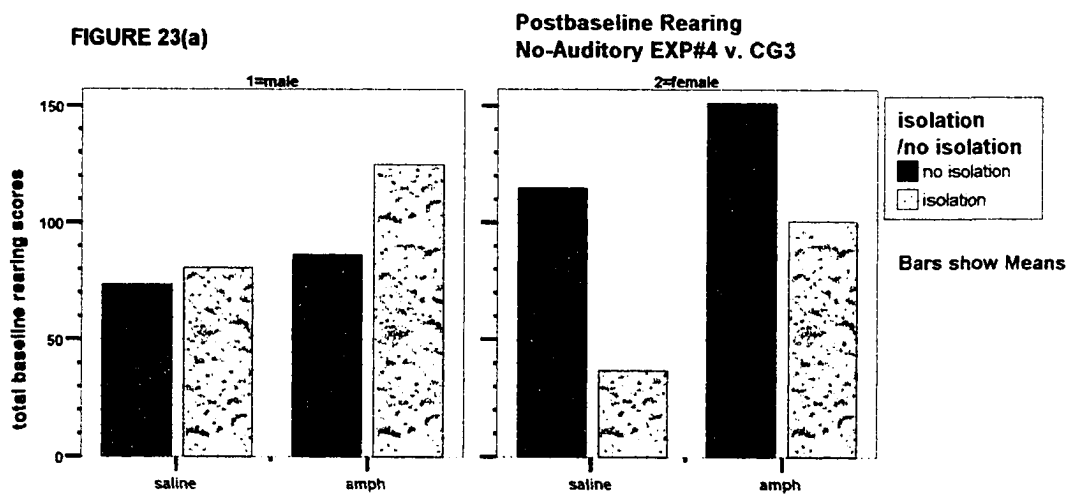 FIGURE 23(a)
Postbaseline Rearing
No-Auditory EXP#4 v. CG3
1=male
2=female
150
100
50
0
total baseline rearing scores
saline
amph
saline
amph
isolation
/no isolation
no isolation
isolation
Bars show Means